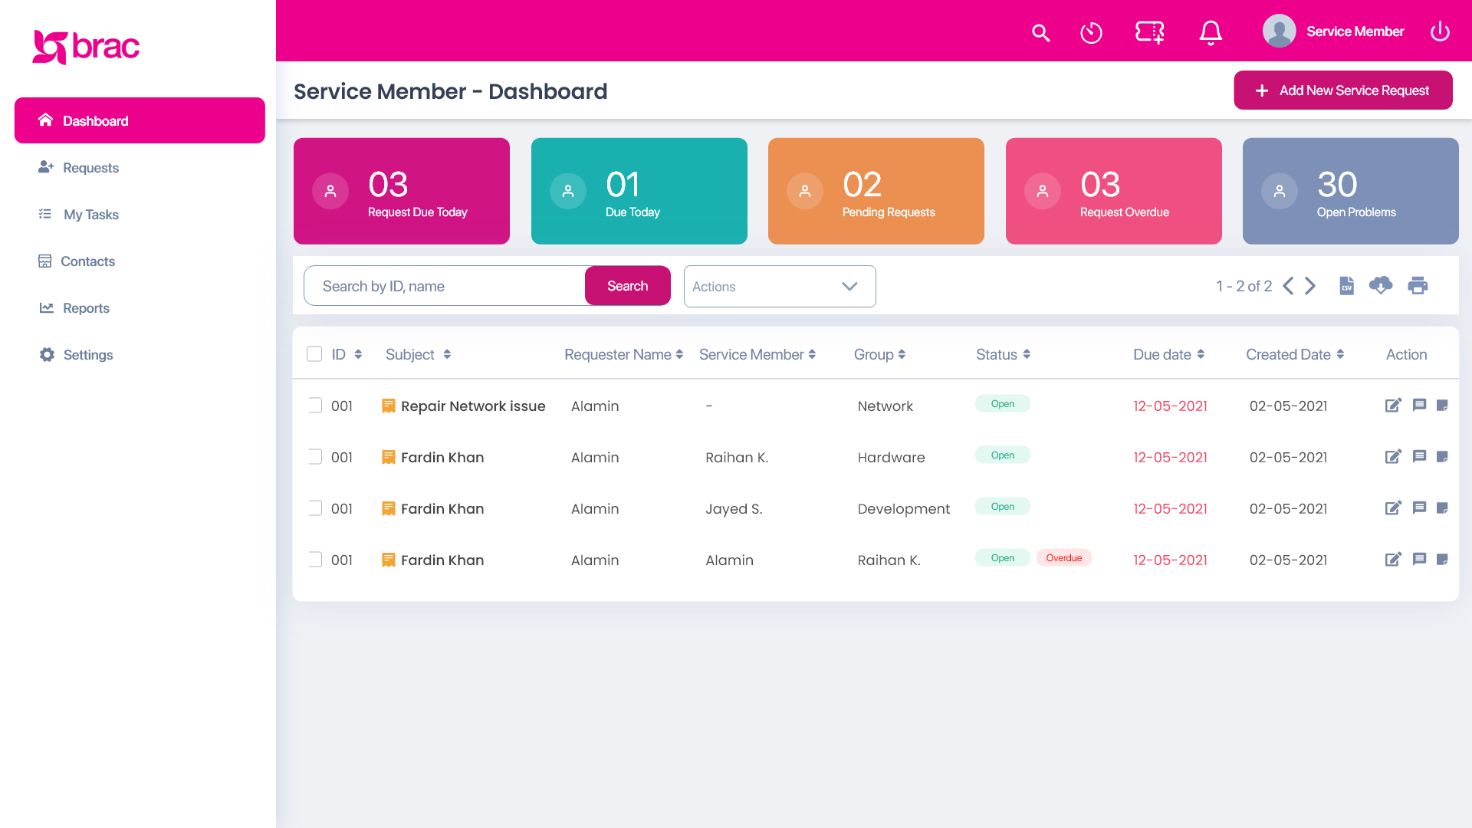 brac
Service Member
Service Member - Dashboard
+ Add New Service Request
Dashboard
Requests
My Tasks
Contacts
Reports
Settings
03
Request Due Today
01
Due Today
02
Pending Requests
03
Request Overdue
30
Open Problems
Search by ID, name
Search
Actions
1 - 2 of 2
CSV
ID Subject Requester Name Service Member Group Status Due date Created Date Action
001 Repair Network issue Alamin - Network Open 12-05-2021 02-05-2021
001 Fardin Khan Alamin Raihan K. Hardware Open 12-05-2021 02-05-2021
001 Fardin Khan Alamin Jayed S. Development Open 12-05-2021 02-05-2021
001 Fardin Khan Alamin Alamin Raihan K. Open Overdue 12-05-2021 02-05-2021